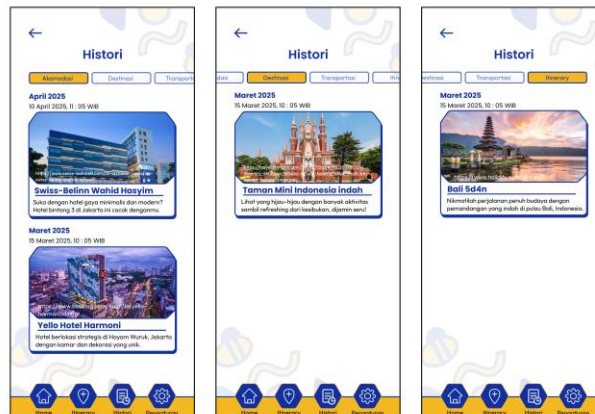 Histori
Akomodasi
Destinasi
April 2025
10 April 2025, 11 : 05 WIB
Swiss-Belinn Wahid Hasyim
Suka dengan hotel gaya minimalis dan modern?
Hotel bintang 3 di Jakarta ini cocok denganmu.
Maret 2025
15 Maret 2025, 10 : 05 WIB
Yello Hotel Harmoni
Hotel berlokasi strategis di Hayam Wuruk, Jakarta
dengan kamar dan dekorasi yang unik.
Home Itinerary Histori Pengaturan
Histori
Destinasi
Transportasi
Maret 2025
15 Maret 2025, 10 : 05 WIB
Taman Mini Indonesia indah
Lihat yang hijau-hijau dengan banyak aktivitas
sambil refreshing dari kesibukan, dijamin seru!
Home Itinerary Histori Pengaturan
Histori
Transportasi
Itinerary
Maret 2025
15 Maret 2025, 10 : 05 WIB
Bali 5d4n
Nikmatilah perjalanan penuh budaya dengan
pemandangan yang indah di pulau Bali, Indonesia.
Home Itinerary Histori Pengaturan